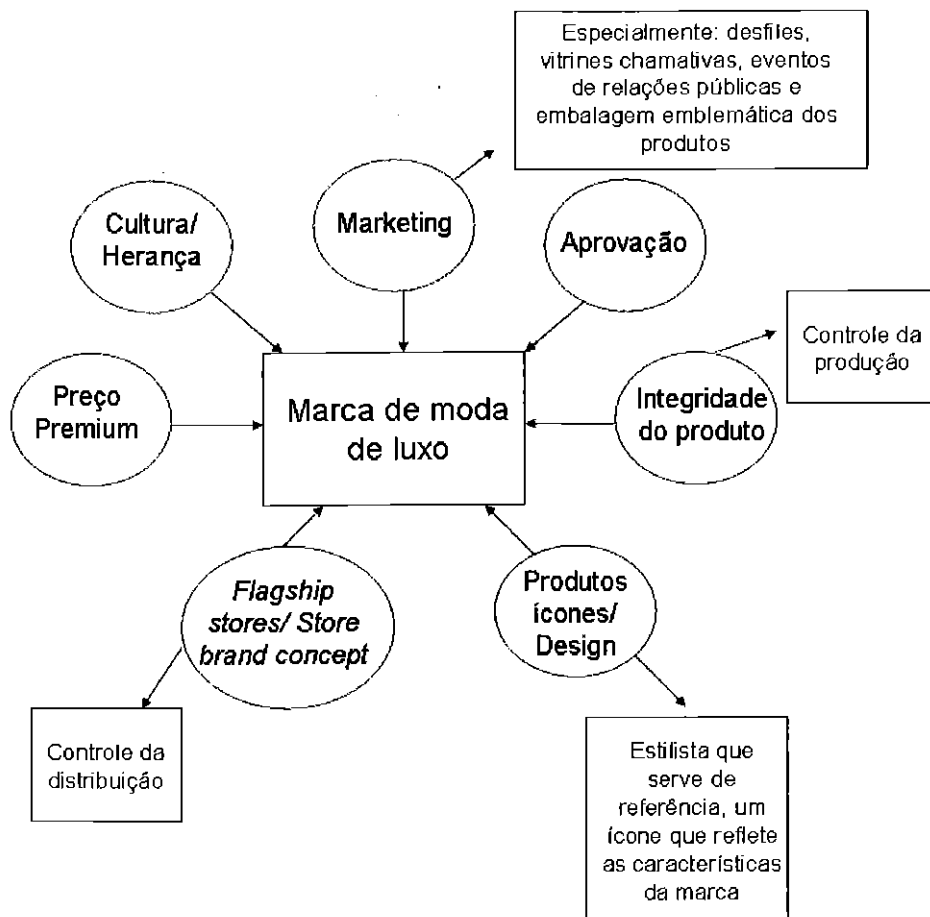 Especialmente: desfiles,
vitrines chamativas, eventos
de relações públicas e
embalagem emblemática dos
produtos
Cultura/
Herança
Marketing
Aprovação
Controle da
produção
Preço
Premium
Marca de moda
de luxo
Integridade
do produto
Flagship
stores/ Store
brand concept
Produtos
ícones/
Design
Controle da
distribuição
Estilista que
serve de
referência, um
ícone que reflete
as características
da marca